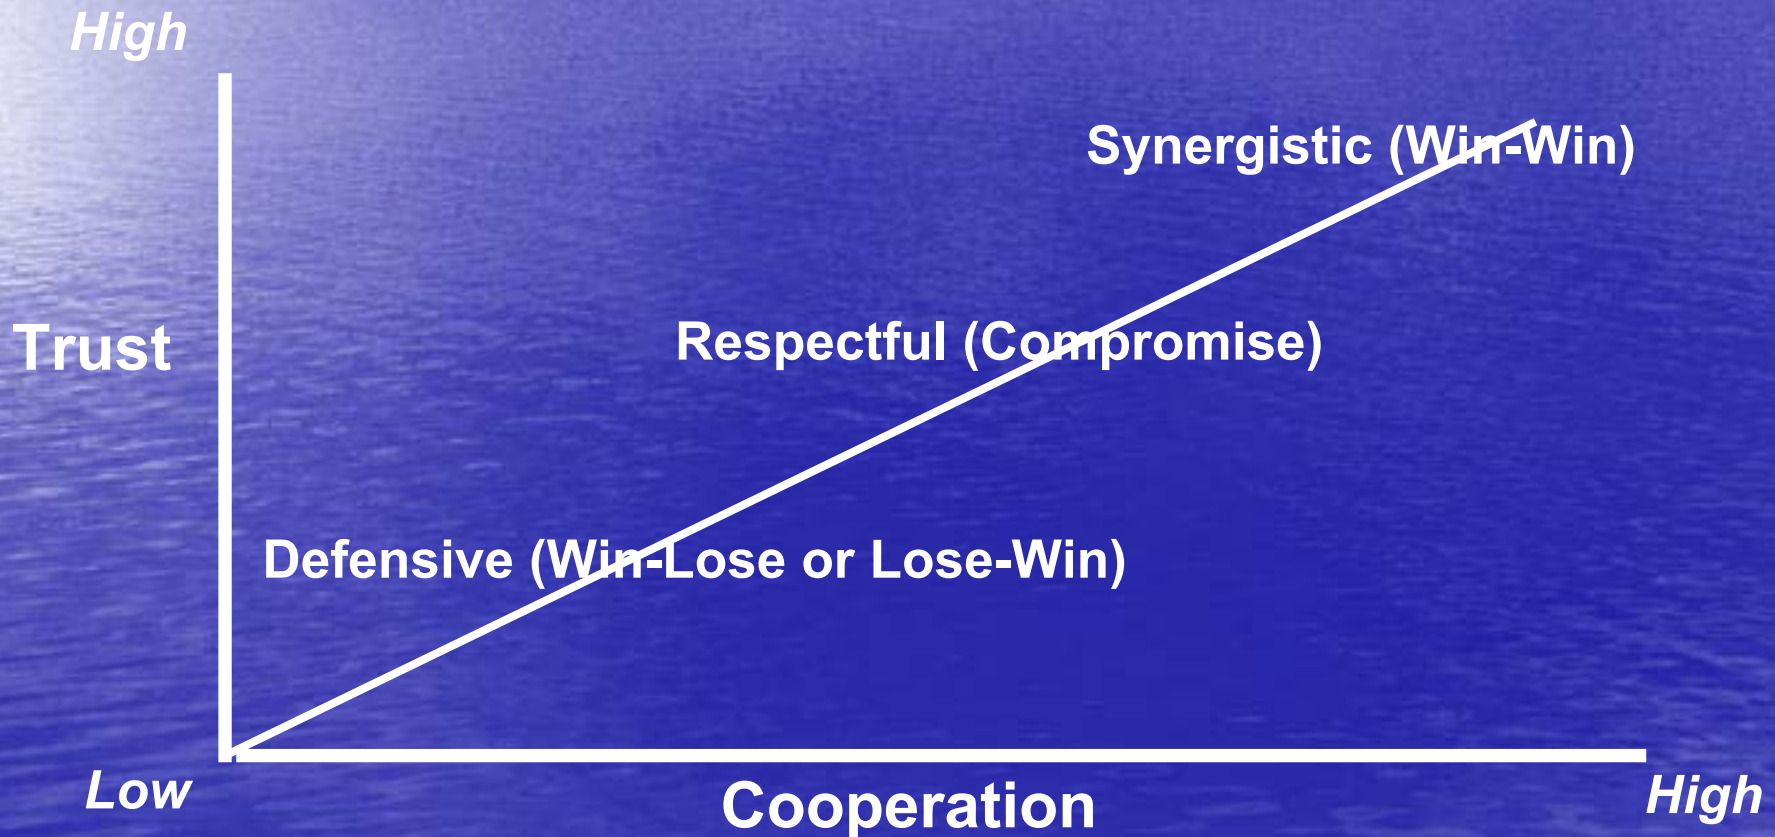 High
Synergistic (Win-Win)
Trust
Respectful (Compromise)
Defensive (Win-Lose or Lose-Win)
Low
Cooperation
High